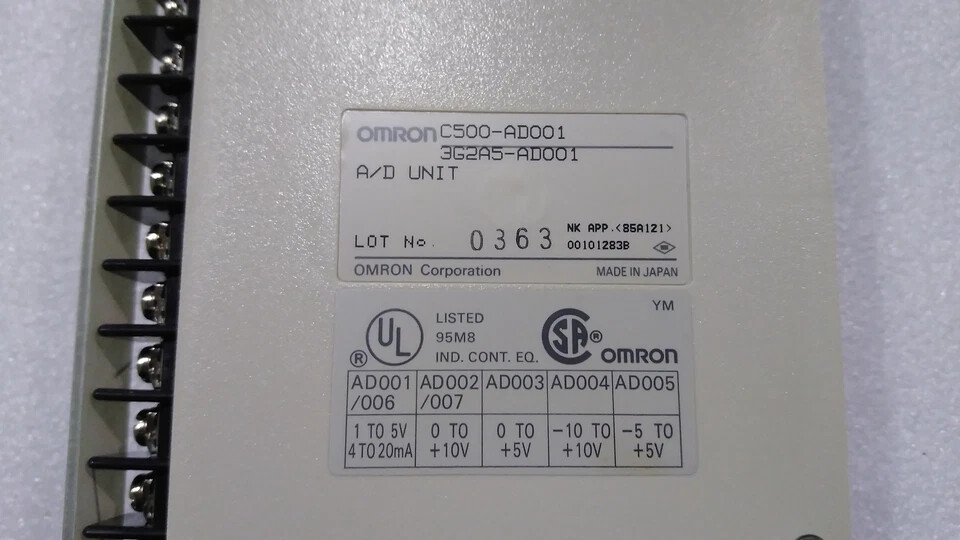 OMRON C500-AD001
3G2A5-AD001
A/D UNIT
LOT No. 0363 NK APP.<85A121>
00101283B
OMRON Corporation MADE IN JAPAN
YM
UL LISTED
95M8
® IND. CONT. EQ. SA ® OMRON
AD001 /006 AD002 /007 AD003 AD004 AD005
1 TO 5V 4 TO 20mA 0 TO +10V 0 TO +5V −10 TO +10V −5 TO +5V